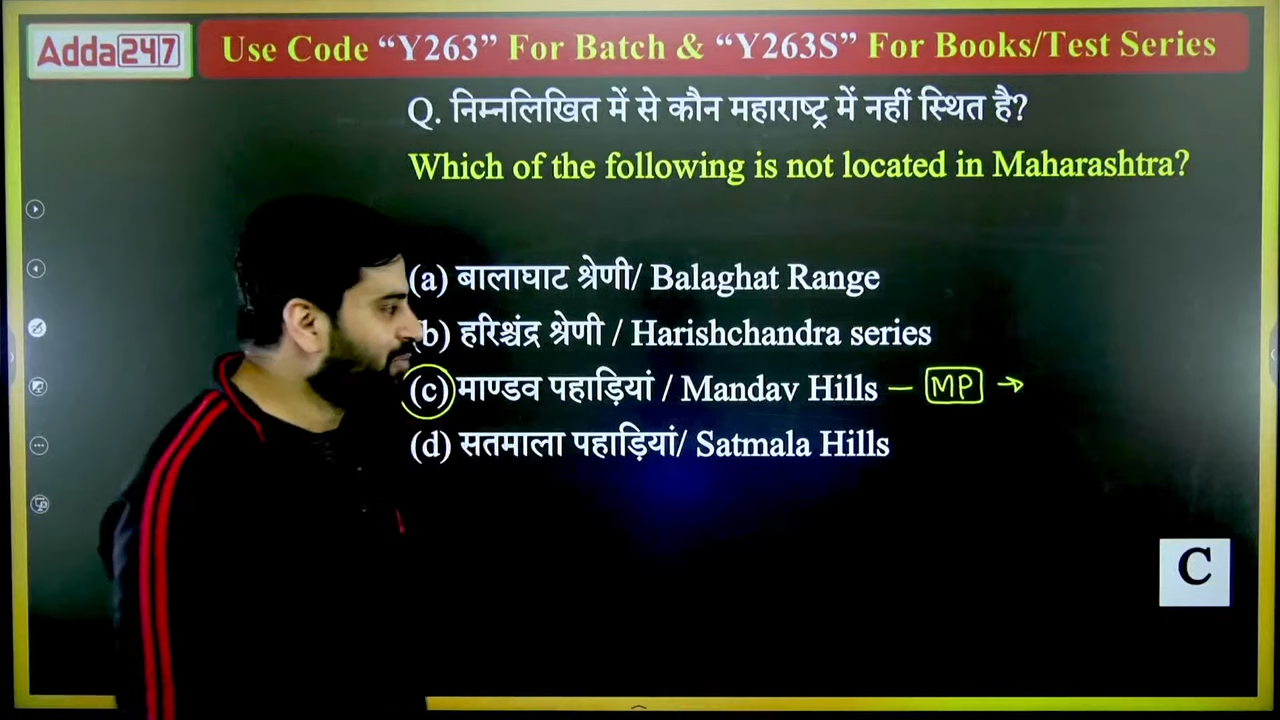 Adda247
Use Code “Y263” For Batch & “Y263S” For Books/Test Series
Q. निम्नलिखित में से कौन महाराष्ट्र में नहीं स्थित है?
Which of the following is not located in Maharashtra?
(a) बालाघाट श्रेणी/ Balaghat Range
b) हरिश्चंद्र श्रेणी / Harishchandra series
(c) माण्डव पहाड़ियां / Mandav Hills – MP →
(d) सतमाला पहाड़ियां/ Satmala Hills
C